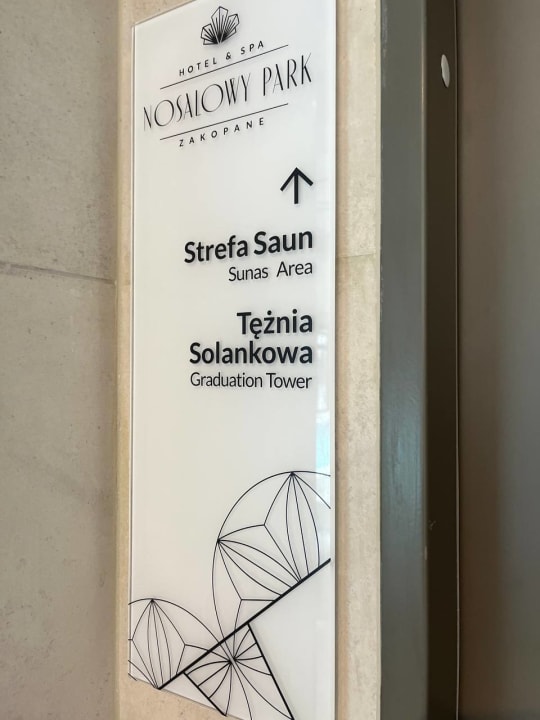 HOTEL & SPA
NOSALOWY PARK
ZAKOPANE
Strefa Saun
Sunas Area
Tężnia
Solankowa
Graduation Tower